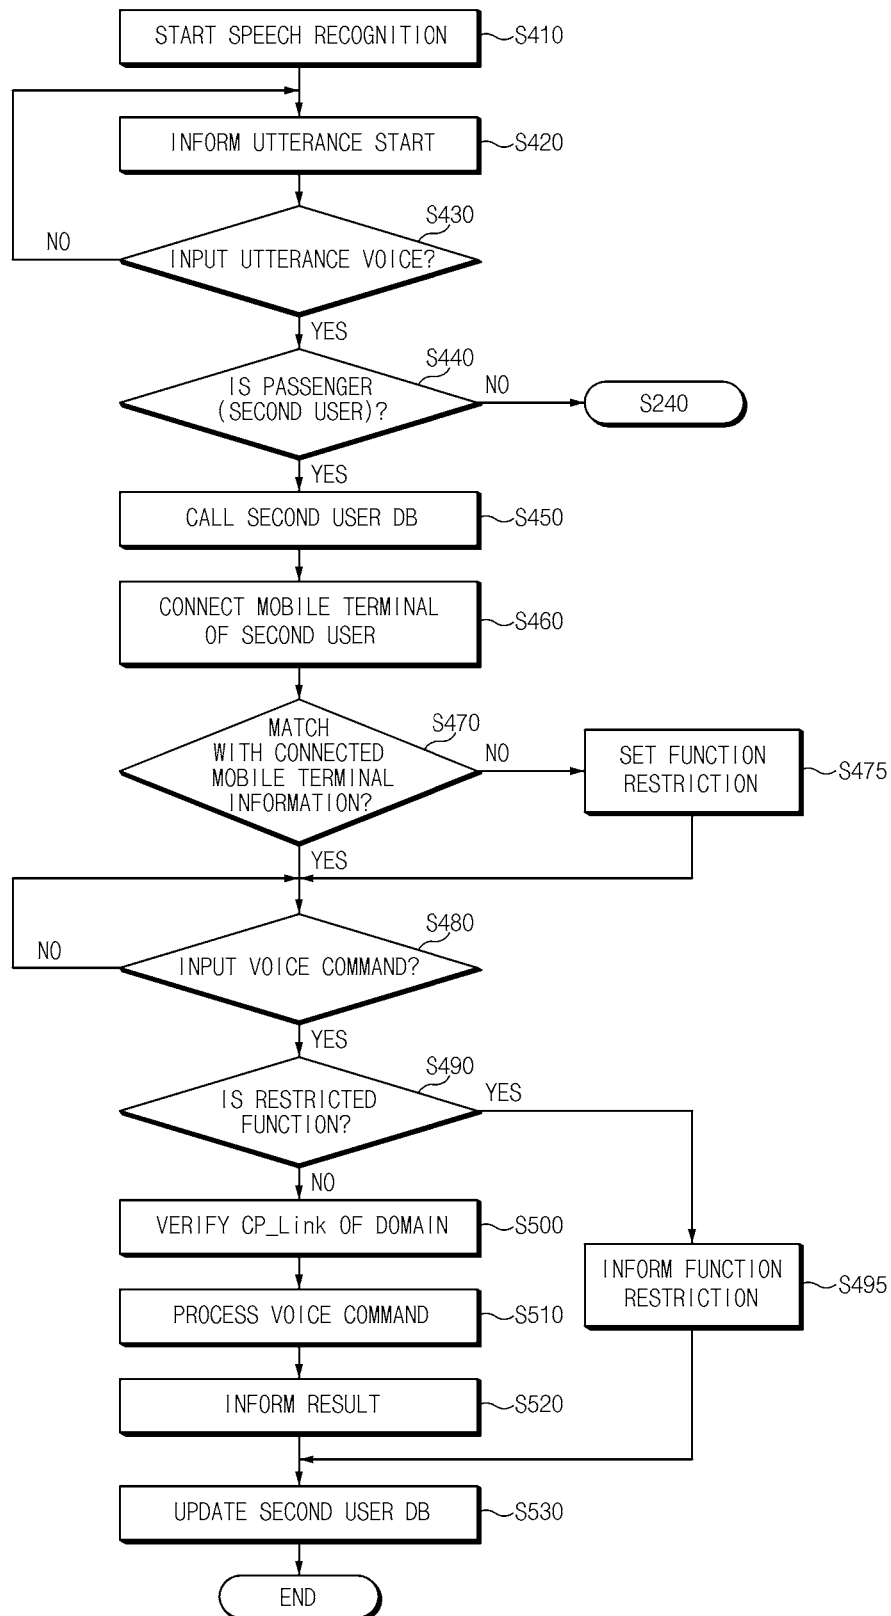 START SPEECH RECOGNITION
S410
INFORM UTTERANCE START
S420
S430
NO
INPUT UTTERANCE VOICE?
YES
S440
IS PASSENGER
(SECOND USER)?
NO
S240
YES
CALL SECOND USER DB
S450
CONNECT MOBILE TERMINAL
OF SECOND USER
S460
S470
MATCH
WITH CONNECTED
MOBILE TERMINAL
INFORMATION?
NO
SET FUNCTION
RESTRICTION
S475
YES
S480
NO
INPUT VOICE COMMAND?
YES
S490
IS RESTRICTED
FUNCTION?
YES
NO
VERIFY CP_Link OF DOMAIN
S500
INFORM FUNCTION
RESTRICTION
S495
PROCESS VOICE COMMAND
S510
INFORM RESULT
S520
UPDATE SECOND USER DB
S530
END